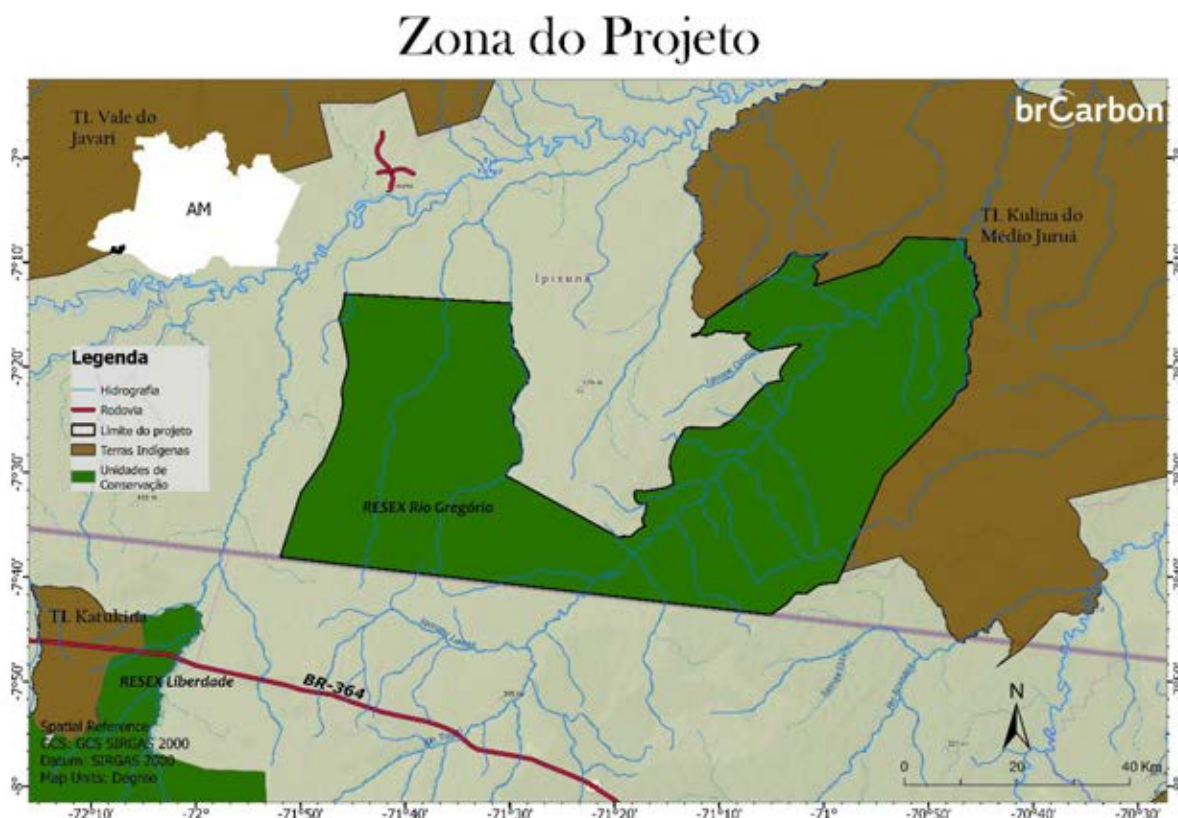 Zona do Projeto
TI. Vale do
Javari
brCarbon
AM
TI. Kulina do
Médio Juruá
Ipixuna
Legenda
Hidrografia
Rodovia
Limite do projeto
Terras Indígenas
Unidades de
Conservação
RESEX Rio Gregório
TI. Katukina
RESEX Liberdade
BR-364
Spatial Reference
GCS: GCS SIRGAS 2000
Datum: SIRGAS 2000
Map Units: Degree
N
0 20 40 Km
-7°
-7°10'
-7°20'
-7°30'
-7°40'
-7°50'
-8°
-72°10' -72° -71°50' -71°40' -71°30' -71°20' -71°10' -71° -70°50' -70°40' -70°30'